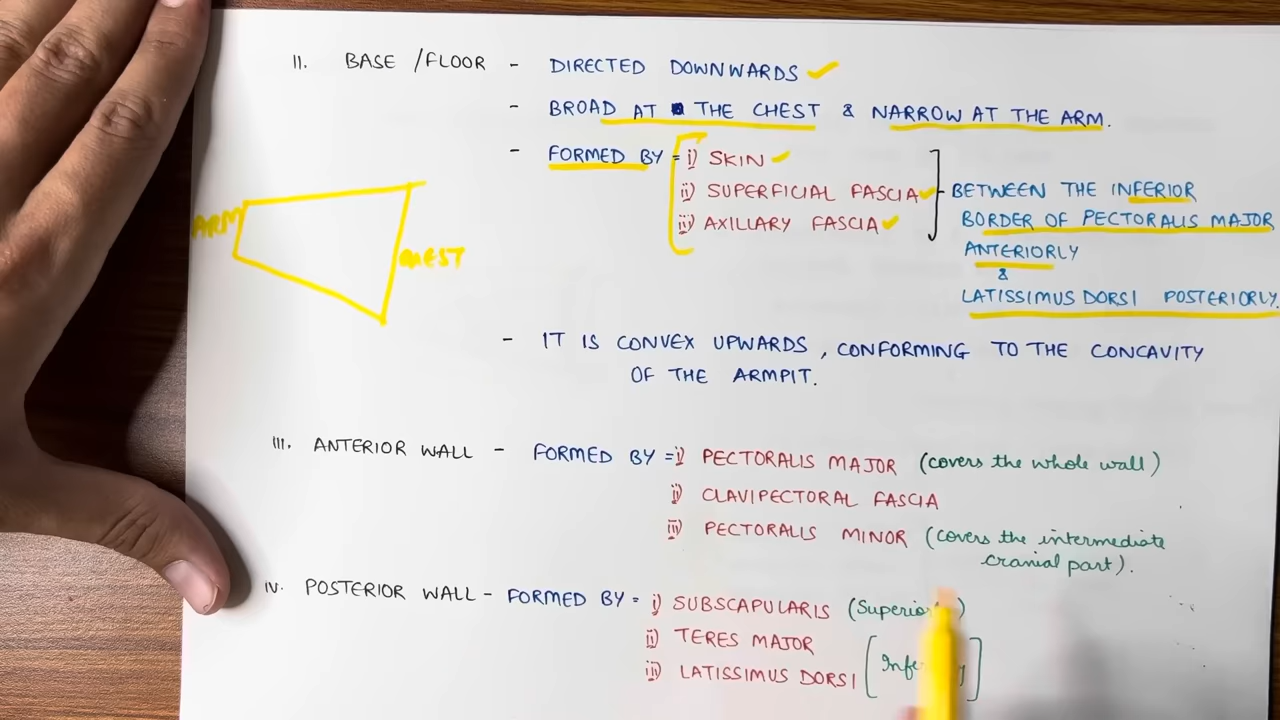 II. BASE /FLOOR - DIRECTED DOWNWARDS
- BROAD AT THE CHEST & NARROW AT THE ARM.
- FORMED BY = i) SKIN
ii) SUPERFICIAL FASCIA
iii) AXILLARY FASCIA
BETWEEN THE INFERIOR
BORDER OF PECTORALIS MAJOR
ANTERIORLY
&
LATISSIMUS DORSI POSTERIORLY.
ARM
CHEST
- IT IS CONVEX UPWARDS, CONFORMING TO THE CONCAVITY
OF THE ARMPIT.
III. ANTERIOR WALL - FORMED BY = i) PECTORALIS MAJOR (covers the whole wall)
ii) CLAVIPECTORAL FASCIA
iii) PECTORALIS MINOR (covers the intermediate
cranial part).
IV. POSTERIOR WALL - FORMED BY = i) SUBSCAPULARIS
ii) TERES MAJOR
iii) LATISSIMUS DORSI